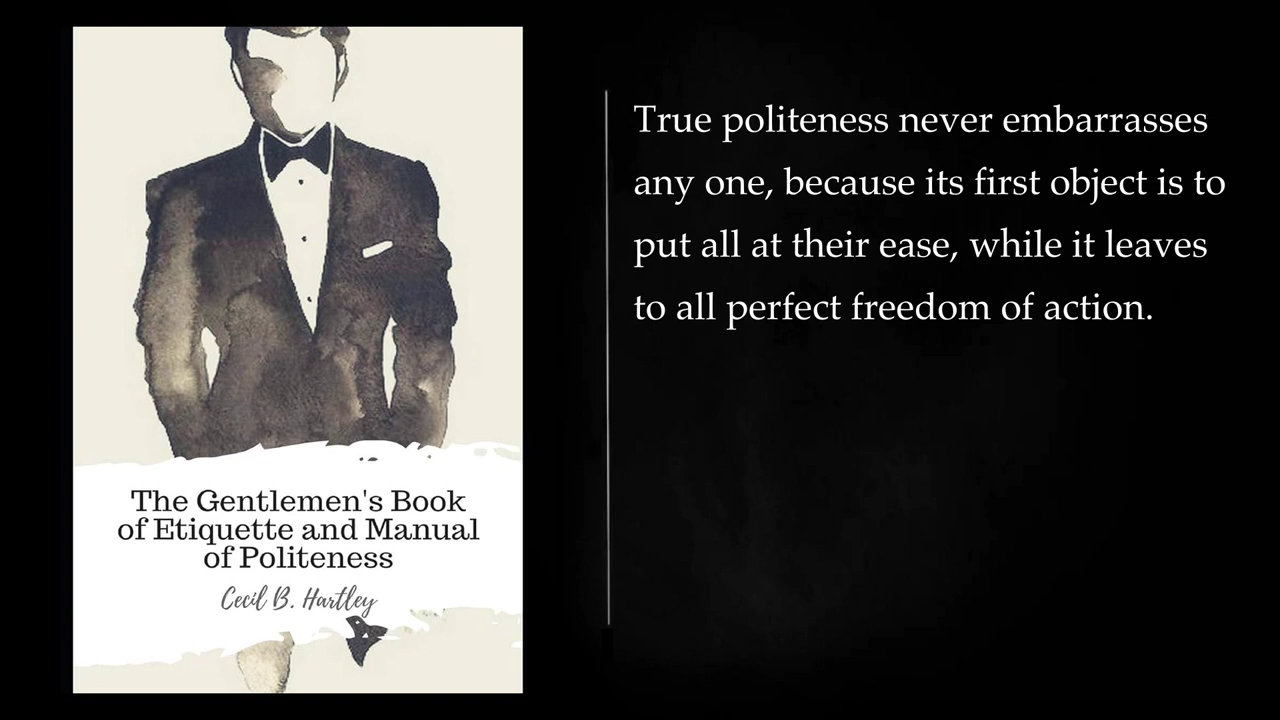 The Gentlemen's Book
of Etiquette and Manual
of Politeness
Cecil B. Hartley
True politeness never embarrasses
any one, because its first object is to
put all at their ease, while it leaves
to all perfect freedom of action.